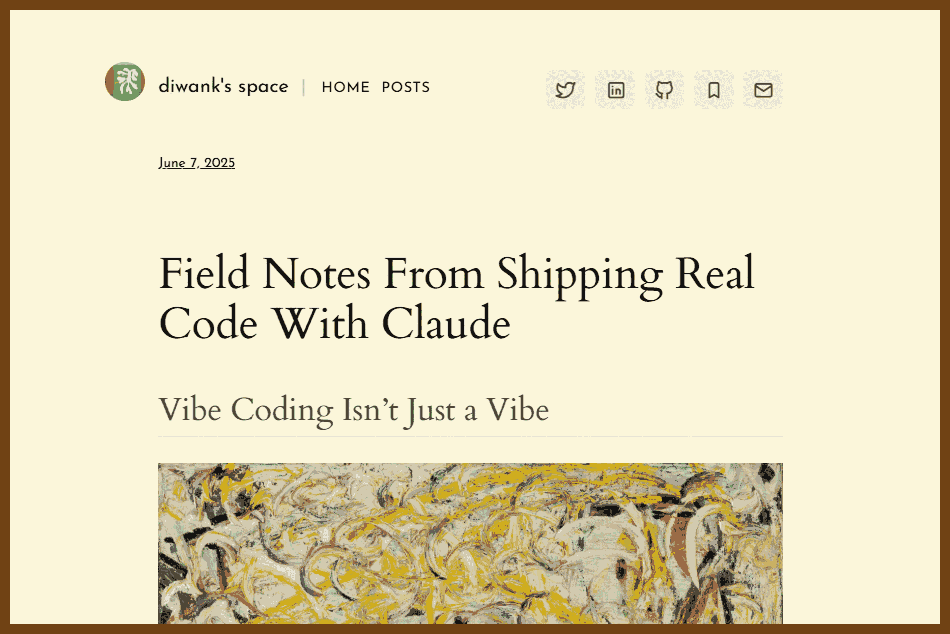 diwank's space | HOME POSTS
June 7, 2025
Field Notes From Shipping Real
Code With Claude
Vibe Coding Isn’t Just a Vibe